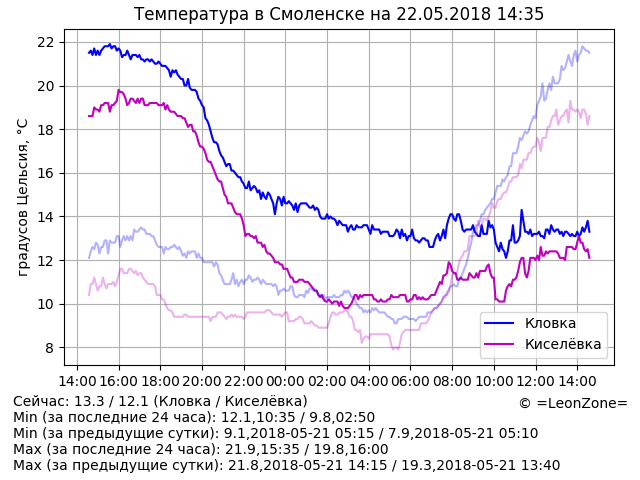 Температура в Смоленске на 22.05.2018 14:35
22
20
18
16
14
12
10
8
градусов Цельсия, °C
Кловка
Киселёвка
14:00 16:00 18:00 20:00 22:00 00:00 02:00 04:00 06:00 08:00 10:00 12:00 14:00
Сейчас: 13.3 / 12.1 (Кловка / Киселёвка)
© =LeonZone=
Min (за последние 24 часа): 12.1,10:35 / 9.8,02:50
Min (за предыдущие сутки): 9.1,2018-05-21 05:15 / 7.9,2018-05-21 05:10
Max (за последние 24 часа): 21.9,15:35 / 19.8,16:00
Max (за предыдущие сутки): 21.8,2018-05-21 14:15 / 19.3,2018-05-21 13:40